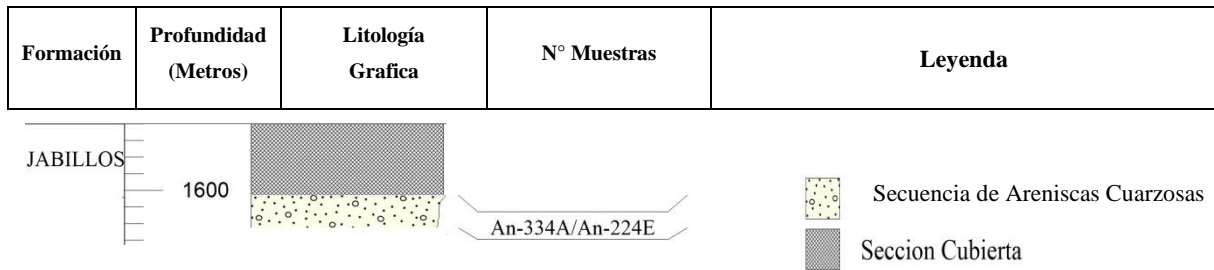 Formación
Profundidad
(Metros)
Litología
Grafica
N° Muestras
Leyenda
JABILLOS
1600
An-334A/An-224E
Secuencia de Areniscas Cuarzosas
Seccion Cubierta